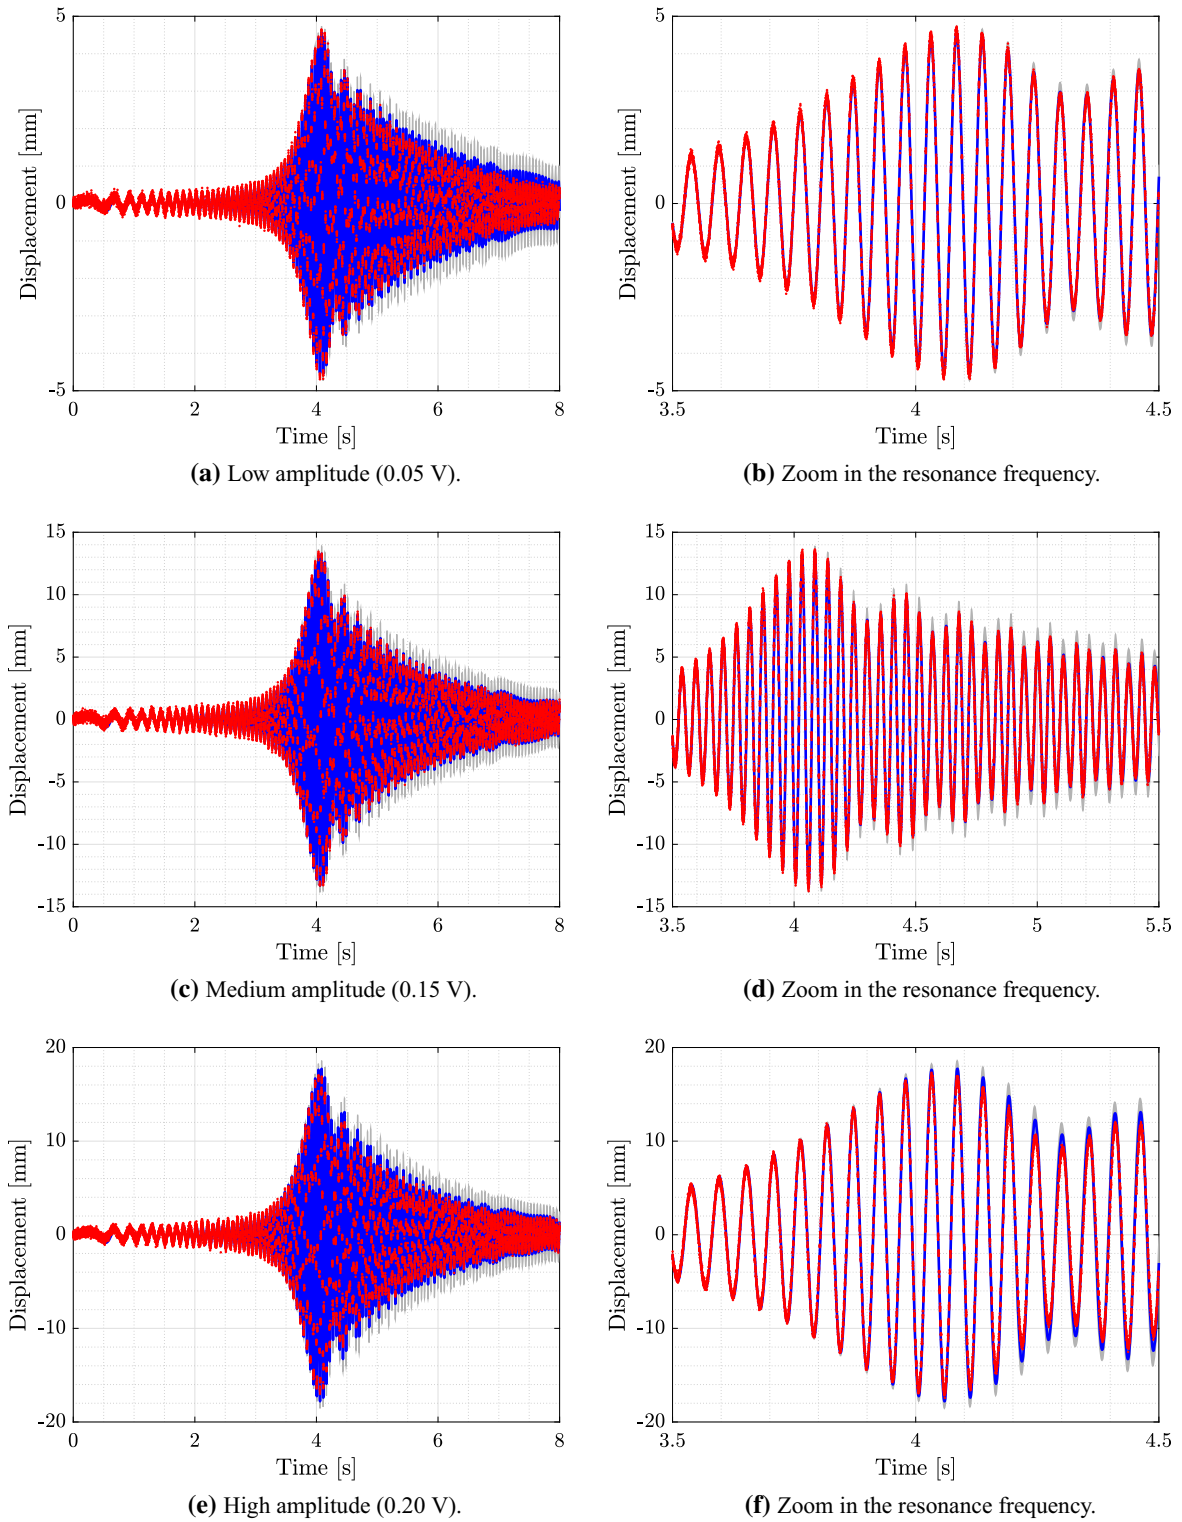 5
0
-5
Displacement [mm]
0 2 4 6 8
Time [s]
(a) Low amplitude (0.05 V).
5
0
-5
Displacement [mm]
3.5 4 4.5
Time [s]
(b) Zoom in the resonance frequency.
15
10
5
0
-5
-10
-15
Displacement [mm]
0 2 4 6 8
Time [s]
(c) Medium amplitude (0.15 V).
15
10
5
0
-5
-10
-15
Displacement [mm]
3.5 4 4.5 5 5.5
Time [s]
(d) Zoom in the resonance frequency.
20
10
0
-10
-20
Displacement [mm]
0 2 4 6 8
Time [s]
(e) High amplitude (0.20 V).
20
10
0
-10
-20
Displacement [mm]
3.5 4 4.5
Time [s]
(f) Zoom in the resonance frequency.